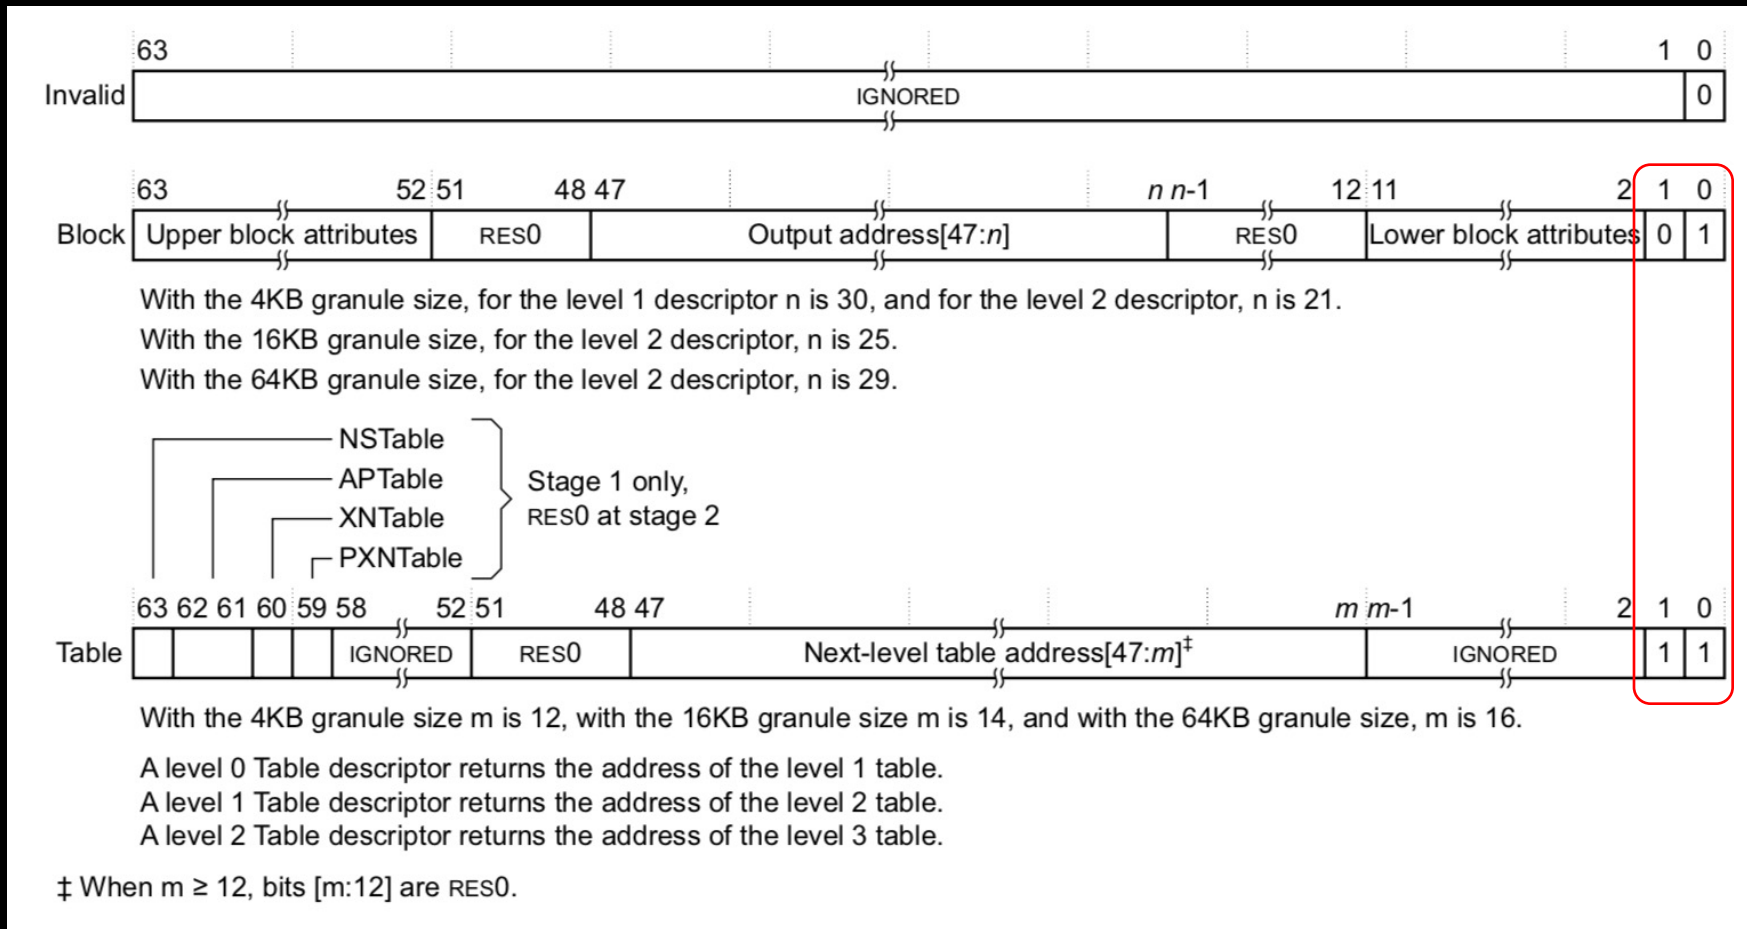 63 1 0
Invalid IGNORED 0
63 52 51 48 47 n n-1 12 11 2 1 0
Block Upper block attributes RES0 Output address[47:n] RES0 Lower block attributes 0 1
With the 4KB granule size, for the level 1 descriptor n is 30, and for the level 2 descriptor, n is 21.
With the 16KB granule size, for the level 2 descriptor, n is 25.
With the 64KB granule size, for the level 2 descriptor, n is 29.
NSTable
APTable
XNTable
PXNTable
Stage 1 only,
RES0 at stage 2
63 62 61 60 59 58 52 51 48 47 m m-1 2 1 0
Table IGNORED RES0 Next-level table address[47:m]‡ IGNORED 1 1
With the 4KB granule size m is 12, with the 16KB granule size m is 14, and with the 64KB granule size, m is 16.
A level 0 Table descriptor returns the address of the level 1 table.
A level 1 Table descriptor returns the address of the level 2 table.
A level 2 Table descriptor returns the address of the level 3 table.
‡ When m ≥ 12, bits [m:12] are RES0.